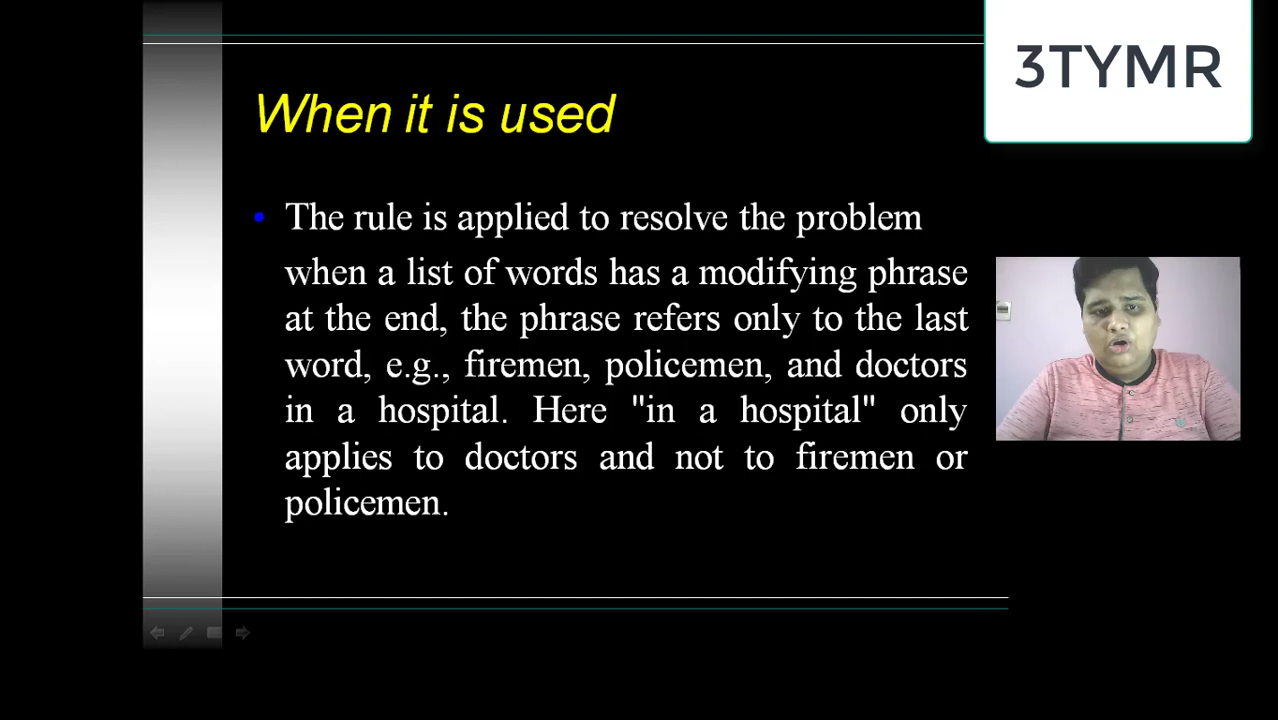 3TYMR
When it is used
• The rule is applied to resolve the problem
when a list of words has a modifying phrase
at the end, the phrase refers only to the last
word, e.g., firemen, policemen, and doctors
in a hospital. Here "in a hospital" only
applies to doctors and not to firemen or
policemen.